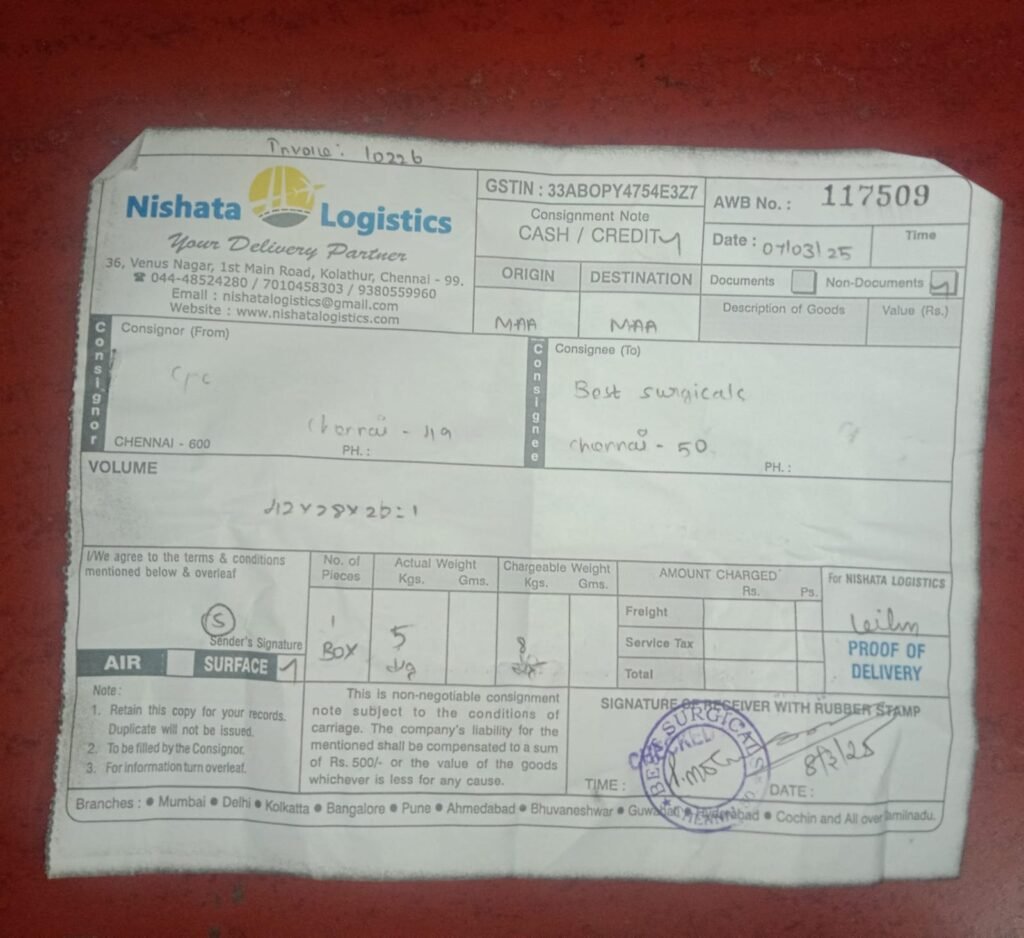 Invoice: 10226
Nishata Logistics
Your Delivery Partner
36, Venus Nagar, 1st Main Road, Kolathur, Chennai - 99.
☎ 044-48524280 / 7010458303 / 9380559960
Email : nishatalogistics@gmail.com
Website : www.nishatalogistics.com
GSTIN : 33ABOPY4754E3Z7
Consignment Note
CASH / CREDIT
ORIGIN DESTINATION
MAA MAA
AWB No. : 117509
Date : 07/03/25 Time
Documents Non-Documents
Description of Goods Value (Rs.)
Consignor
Consignor (From)
CPC
Chennai - 49
CHENNAI - 600 PH. :
Consignee
Consignee (To)
Best surgicals
Chennai - 50
PH. :
VOLUME
42x28x26=1
I/We agree to the terms & conditions
mentioned below & overleaf
S
Sender's Signature
AIR SURFACE
No. of
Pieces
1
BOX
Actual Weight
Kgs. Gms.
5
kg
Chargeable Weight
Kgs. Gms.
8
AMOUNT CHARGED
Rs. Ps.
Freight
Service Tax
Total
For NISHATA LOGISTICS
PROOF OF
DELIVERY
Note :
1. Retain this copy for your records.
Duplicate will not be issued.
2. To be filled by the Consignor.
3. For information turn overleaf.
This is non-negotiable consignment
note subject to the conditions of
carriage. The company's liability for the
mentioned shall be compensated to a sum
of Rs. 500/- or the value of the goods
whichever is less for any cause.
SIGNATURE OF RECEIVER WITH RUBBER STAMP
SURGICALS
CHENNAI
8/3/25
TIME : DATE :
Branches : ● Mumbai ● Delhi ● Kolkatta ● Bangalore ● Pune ● Ahmedabad ● Bhuvaneshwar ● Guwahati ● Hyderabad ● Cochin and All over Tamilnadu.